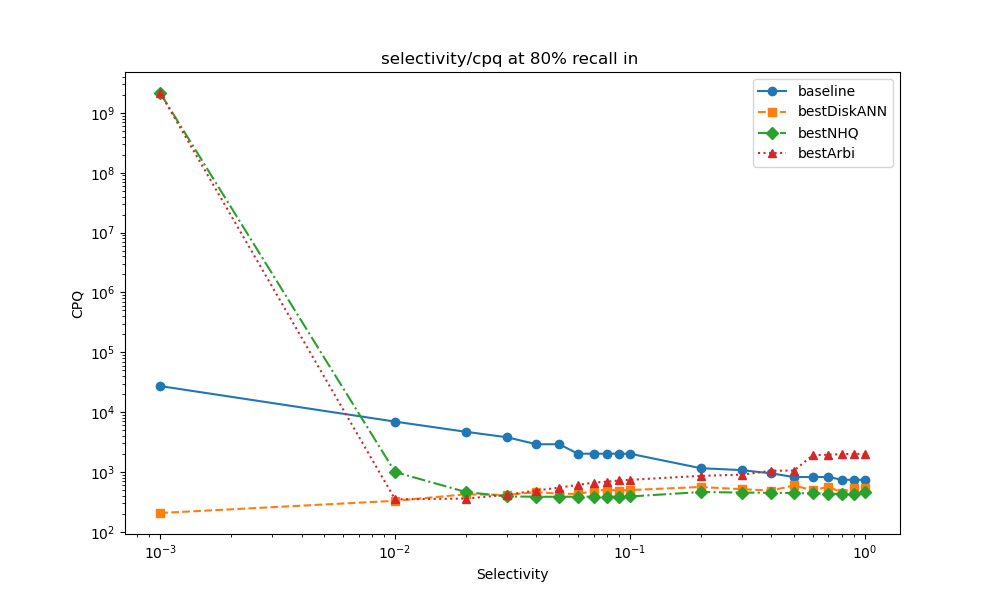 selectivity/cpq at 80% recall in
baseline
bestDiskANN
bestNHQ
bestArbi
CPQ
10⁹
10⁸
10⁷
10⁶
10⁵
10⁴
10³
10²
10⁻³ 10⁻² 10⁻¹ 10⁰
Selectivity